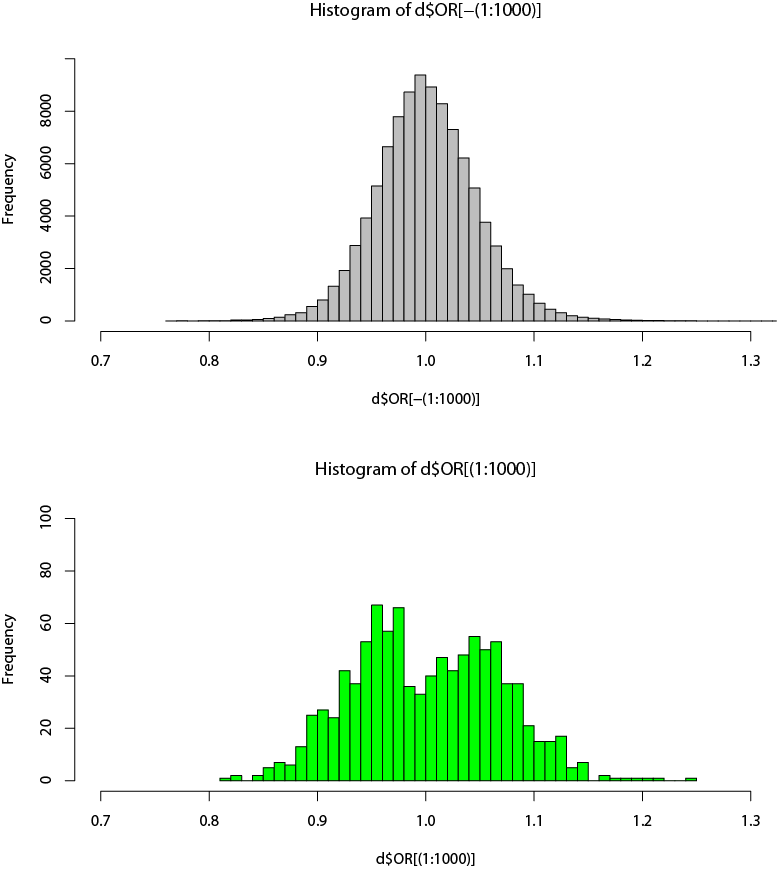 Histogram of d$OR[−(1:1000)]
Frequency
8000
6000
4000
2000
0
0.7 0.8 0.9 1.0 1.1 1.2 1.3
d$OR[−(1:1000)]
Histogram of d$OR[(1:1000)]
Frequency
100
80
60
40
20
0
0.7 0.8 0.9 1.0 1.1 1.2 1.3
d$OR[(1:1000)]